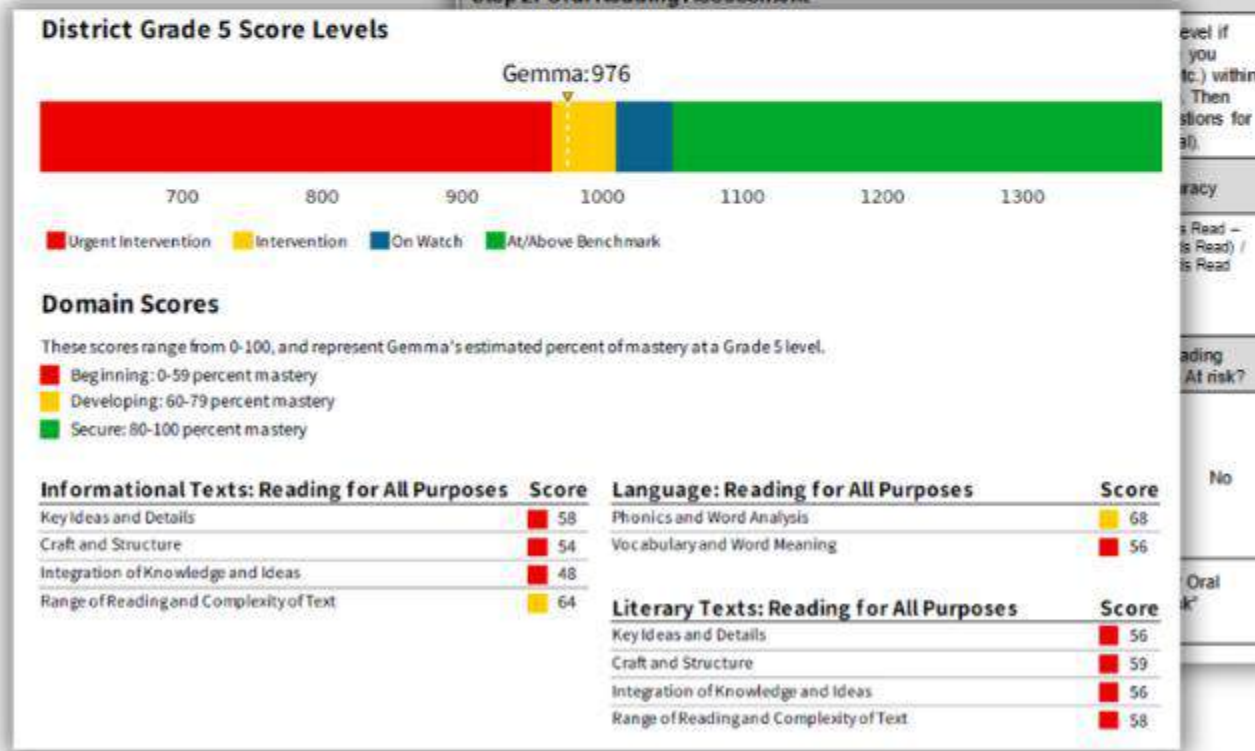 District Grade 5 Score Levels
Gemma:976
700 800 900 1000 1100 1200 1300
Urgent Intervention Intervention On Watch At/Above Benchmark
Domain Scores
These scores range from 0-100, and represent Gemma's estimated percent of mastery at a Grade 5 level.
Beginning: 0-59 percent mastery
Developing: 60-79 percent mastery
Secure: 80-100 percent mastery
Informational Texts: Reading for All Purposes Score
Key Ideas and Details 58
Craft and Structure 54
Integration of Knowledge and Ideas 48
Range of Reading and Complexity of Text 64
Language: Reading for All Purposes Score
Phonics and Word Analysis 68
Vocabulary and Word Meaning 56
Literary Texts: Reading for All Purposes Score
Key Ideas and Details 56
Craft and Structure 59
Integration of Knowledge and Ideas 56
Range of Reading and Complexity of Text 58
if
you
within
Then
for
Read –
Read) /
Read
At risk?
No
Oral